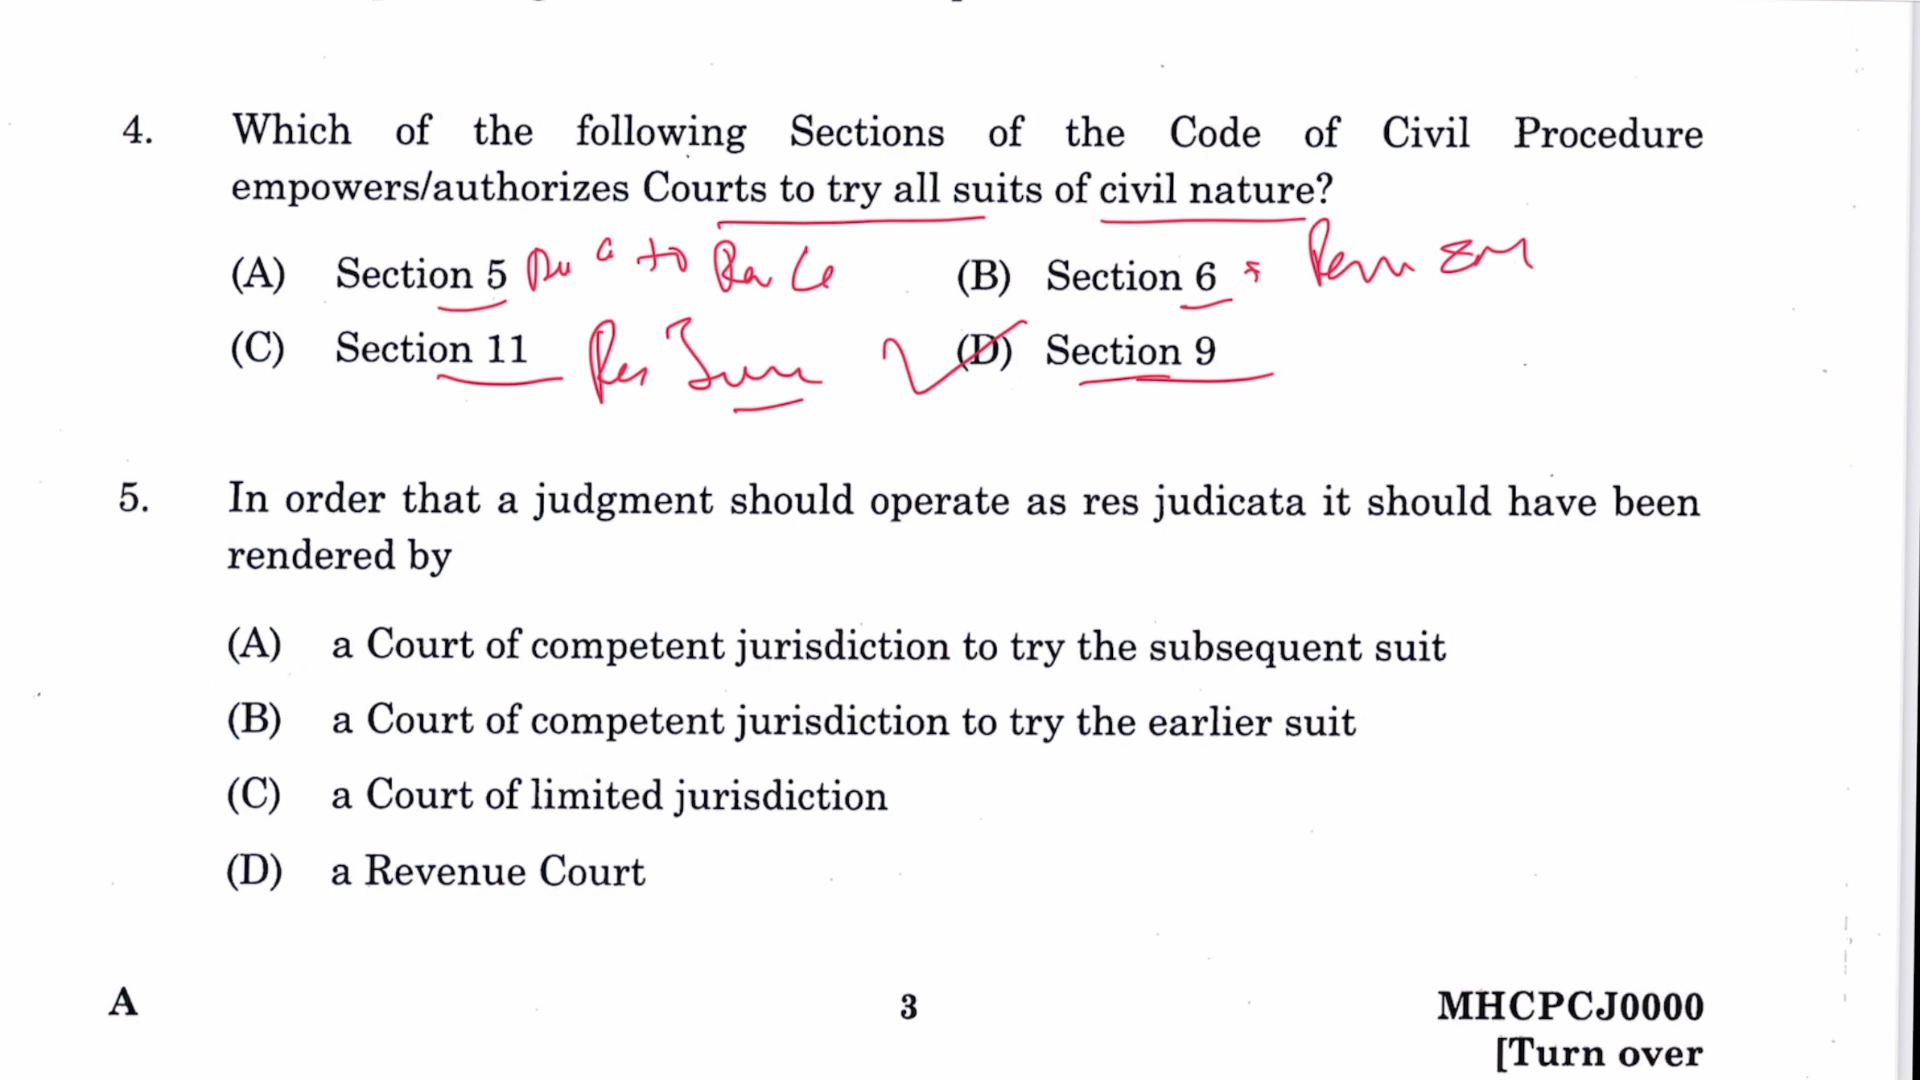 4. Which of the following Sections of the Code of Civil Procedure
empowers/authorizes Courts to try all suits of civil nature?
(A) Section 5 to (B) Section 6
(C) Section 11 Res (D) Section 9
5. In order that a judgment should operate as res judicata it should have been
rendered by
(A) a Court of competent jurisdiction to try the subsequent suit
(B) a Court of competent jurisdiction to try the earlier suit
(C) a Court of limited jurisdiction
(D) a Revenue Court
A 3 MHCPCJ0000
[Turn over